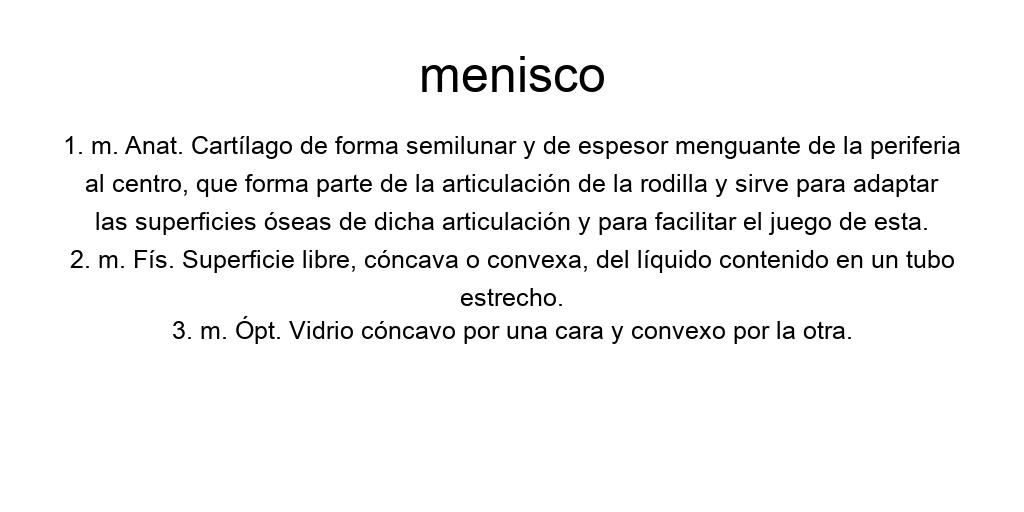 menisco
1. m. Anat. Cartílago de forma semilunar y de espesor menguante de la periferia
al centro, que forma parte de la articulación de la rodilla y sirve para adaptar
las superficies óseas de dicha articulación y para facilitar el juego de esta.
2. m. Fís. Superficie libre, cóncava o convexa, del líquido contenido en un tubo
estrecho.
3. m. Ópt. Vidrio cóncavo por una cara y convexo por la otra.